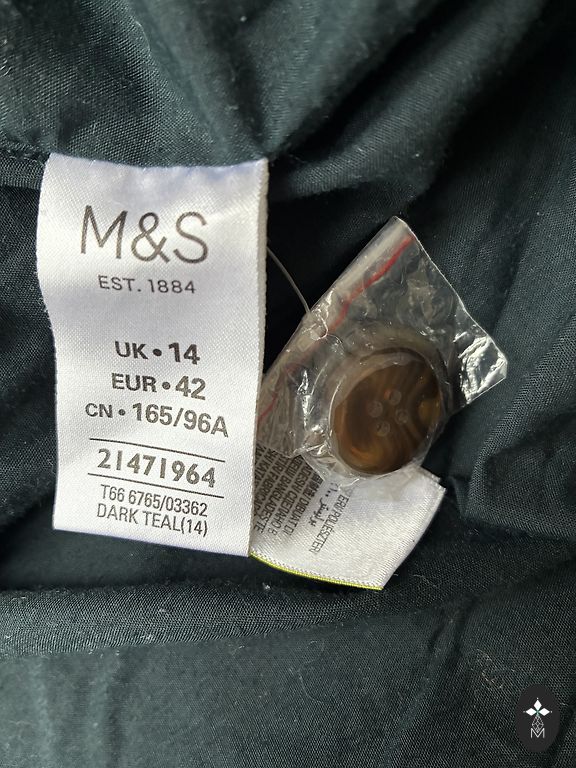 M&S
EST. 1884
UK • 14
EUR • 42
CN • 165/96A
21471964
T66 6765/03362
DARK TEAL(14)